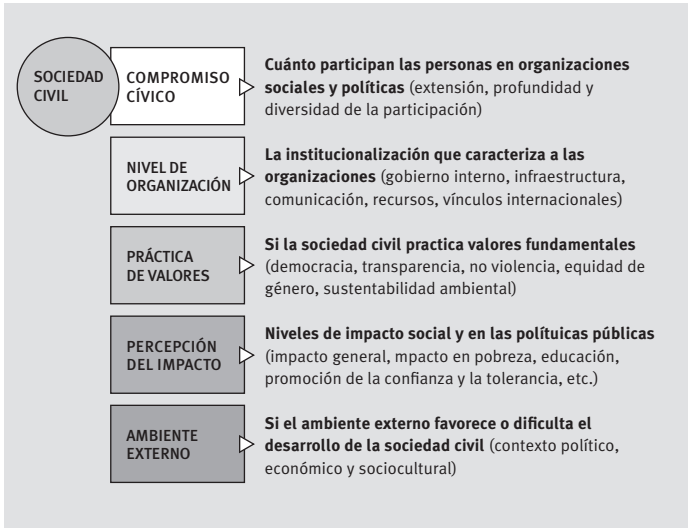 SOCIEDAD
CIVIL
COMPROMISO
CÍVICO
Cuánto participan las personas en organizaciones
sociales y políticas (extensión, profundidad y
diversidad de la participación)
NIVEL DE
ORGANIZACIÓN
La institucionalización que caracteriza a las
organizaciones (gobierno interno, infraestructura,
comunicación, recursos, vínculos internacionales)
PRÁCTICA
DE VALORES
Si la sociedad civil practica valores fundamentales
(democracia, transparencia, no violencia, equidad de
género, sustentabilidad ambiental)
PERCEPCIÓN
DEL IMPACTO
Niveles de impacto social y en las polítuicas públicas
(impacto general, mpacto en pobreza, educación,
promoción de la confianza y la tolerancia, etc.)
AMBIENTE
EXTERNO
Si el ambiente externo favorece o dificulta el
desarrollo de la sociedad civil (contexto político,
económico y sociocultural)